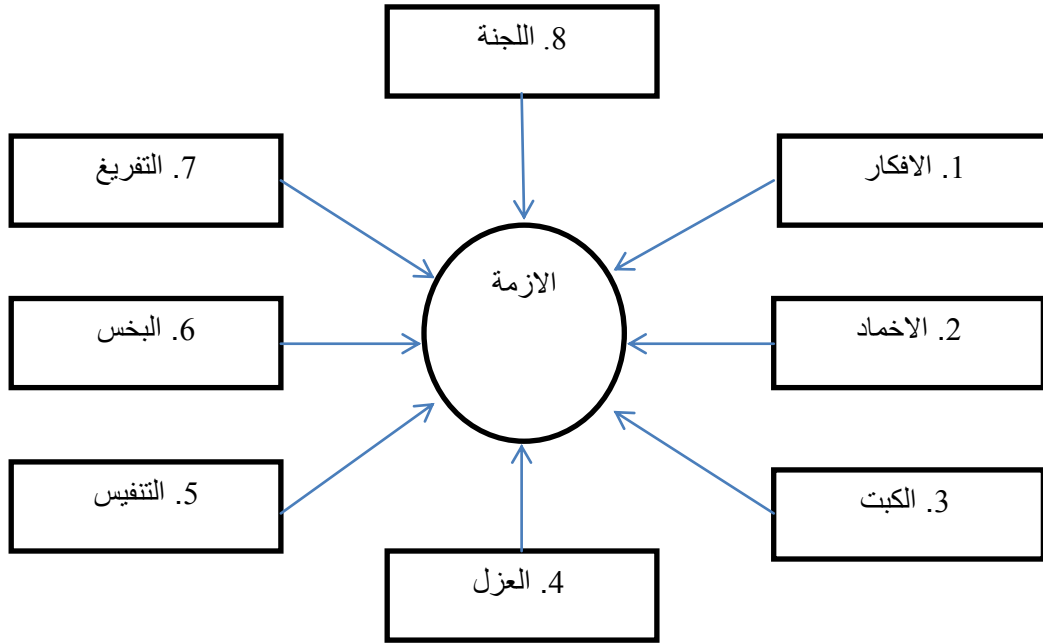 8. اللجنة
1. الافكار
7. التفريغ
الازمة
2. الاخماد
6. البخس
3. الكبت
5. التنفيس
4. العزل